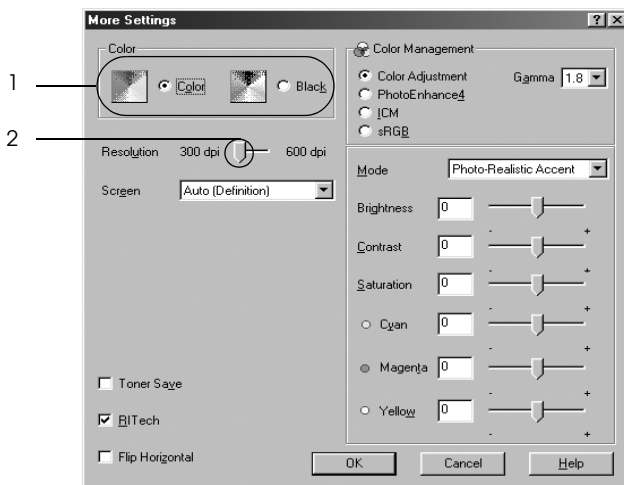 More Settings
1
2
Color
Color
Black
Resolution 300 dpi 600 dpi
Screen Auto (Definition)
Toner Save
RITech
Flip Horizontal
Color Management
Color Adjustment
PhotoEnhance4
ICM
sRGB
Gamma 1.8
Mode Photo-Realistic Accent
Brightness 0
- +
Contrast 0
- +
Saturation 0
- +
Cyan 0
- +
Magenta 0
- +
Yellow 0
- +
OK Cancel Help